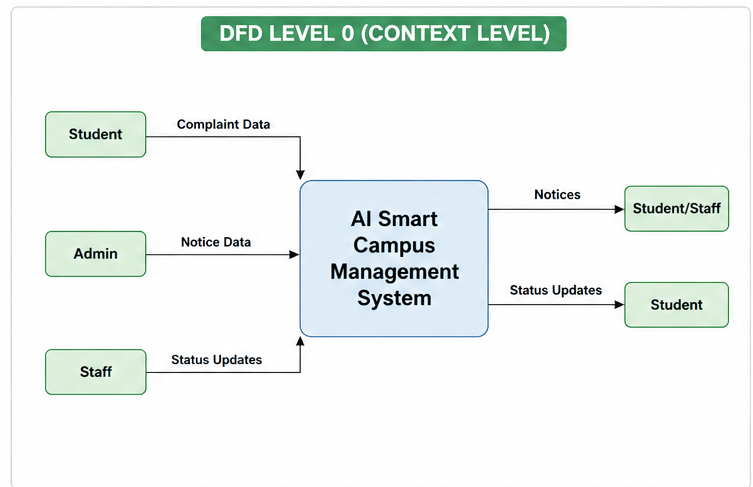 DFD LEVEL 0 (CONTEXT LEVEL)
Student
Complaint Data
Admin
Notice Data
Staff
Status Updates
AI Smart
Campus
Management
System
Notices
Student/Staff
Status Updates
Student